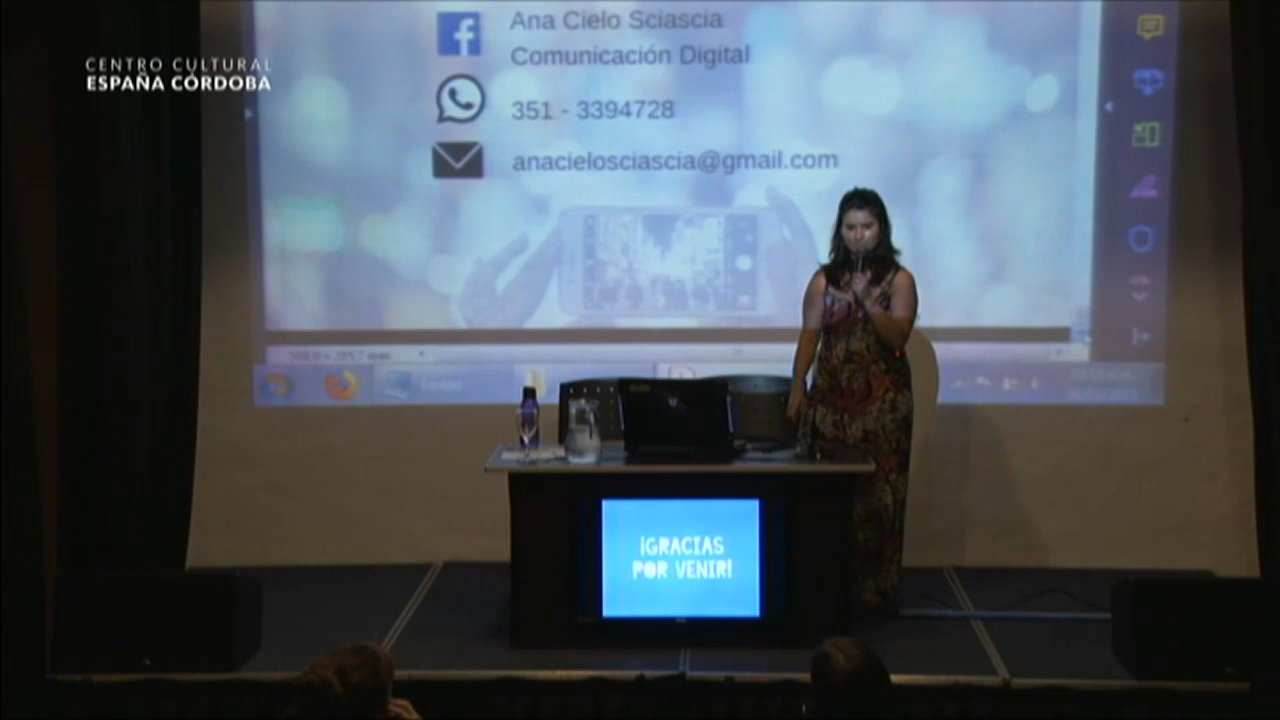 CENTRO CULTURAL
ESPAÑA CÓRDOBA
Ana Cielo Sciascia
Comunicación Digital
351 - 3394728
anacielosciascia@gmail.com
¡GRACIAS
POR VENIR!